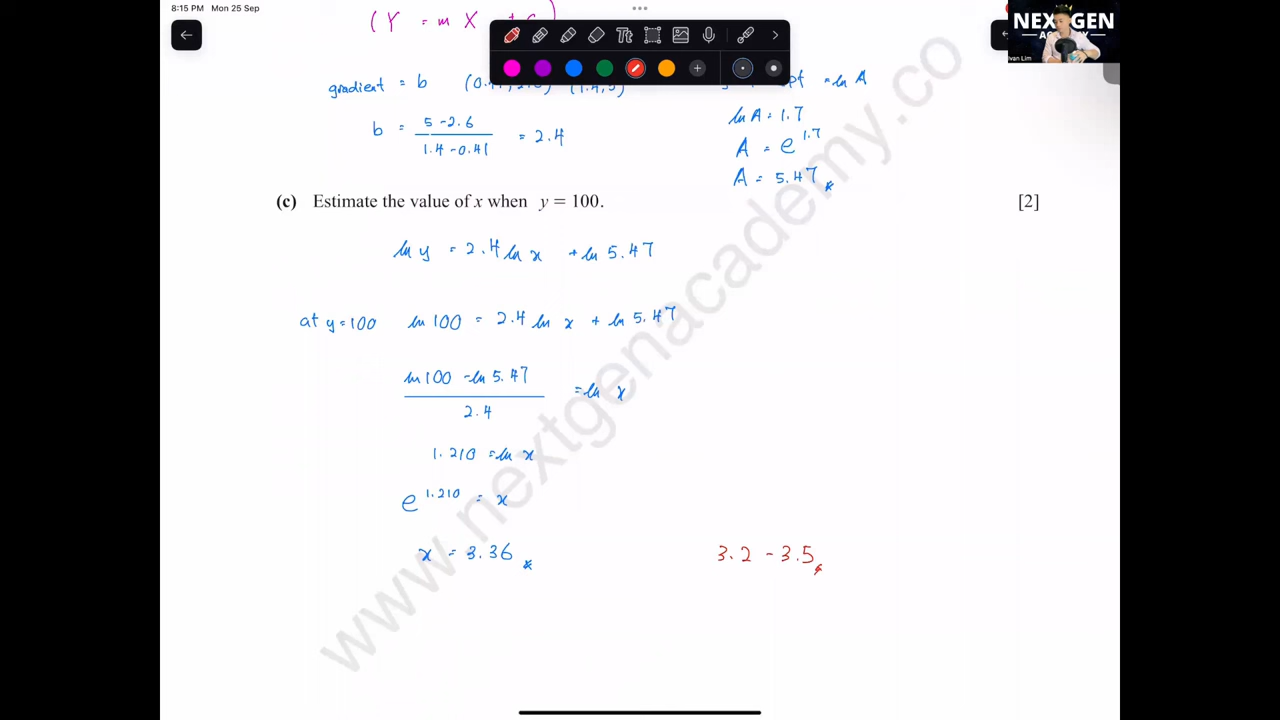 8:15 PM Mon 25 Sep
(Y = m X + C)
NEXTGEN
ACADEMY
Ivan Lim
gradient = b
= ln A
ln A = 1.7
b = 5 - 2.6 / 1.4 - 0.41 = 2.4
A = e^1.7
A = 5.47
(c) Estimate the value of x when y = 100. [2]
ln y = 2.4 ln x + ln 5.47
at y = 100 ln 100 = 2.4 ln x + ln 5.47
ln 100 - ln 5.47 / 2.4 = ln x
1.210 = ln x
e^1.210 = x
x = 3.36
3.2 - 3.5
www.nextgenacademy.co